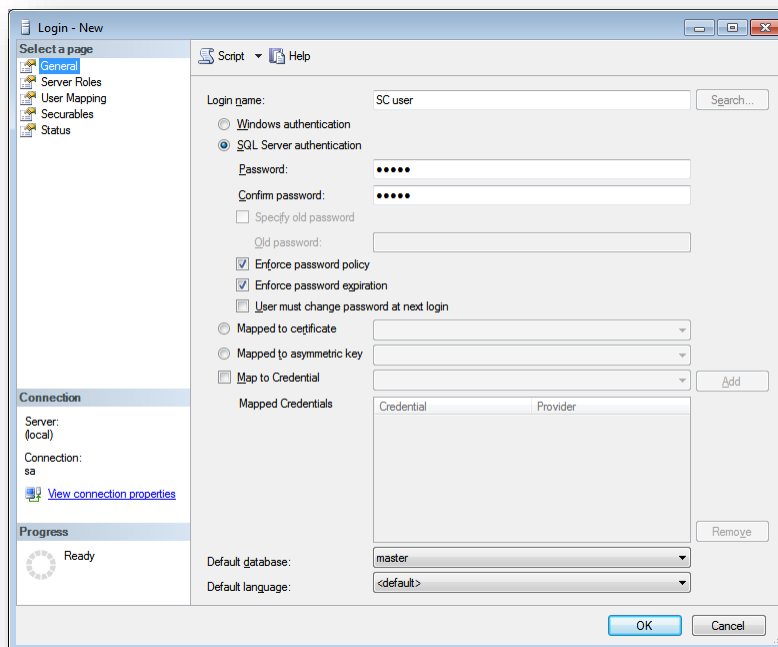 Login - New
Select a page
General
Server Roles
User Mapping
Securables
Status
Script Help
Login name: SC user Search...
Windows authentication
SQL Server authentication
Password: •••••
Confirm password: •••••
Specify old password
Old password:
Enforce password policy
Enforce password expiration
User must change password at next login
Mapped to certificate
Mapped to asymmetric key
Map to Credential Add
Mapped Credentials Credential Provider
Remove
Default database: master
Default language: <default>
Connection
Server:
(local)
Connection:
sa
View connection properties
Progress
Ready
OK Cancel